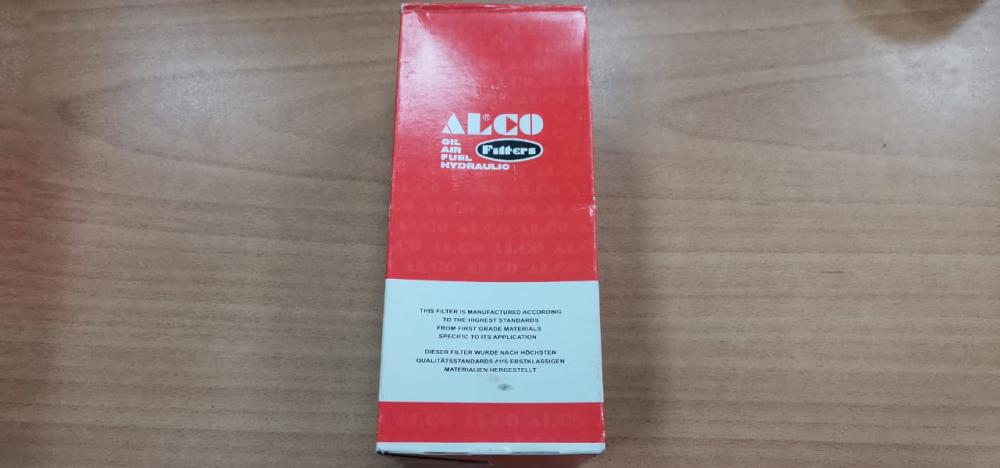 ALCO®
OIL
AIR
FUEL
HYDRAULIC
Filters
THIS FILTER IS MANUFACTURED ACCORDING
TO THE HIGHEST STANDARDS
FROM FIRST GRADE MATERIALS
SPECIFIC TO ITS APPLICATION
DIESER FILTER WURDE NACH HÖCHSTEN
QUALITÄTSSTANDARDS AUS ERSTKLASSIGEN
MATERIALIEN HERGESTELLT